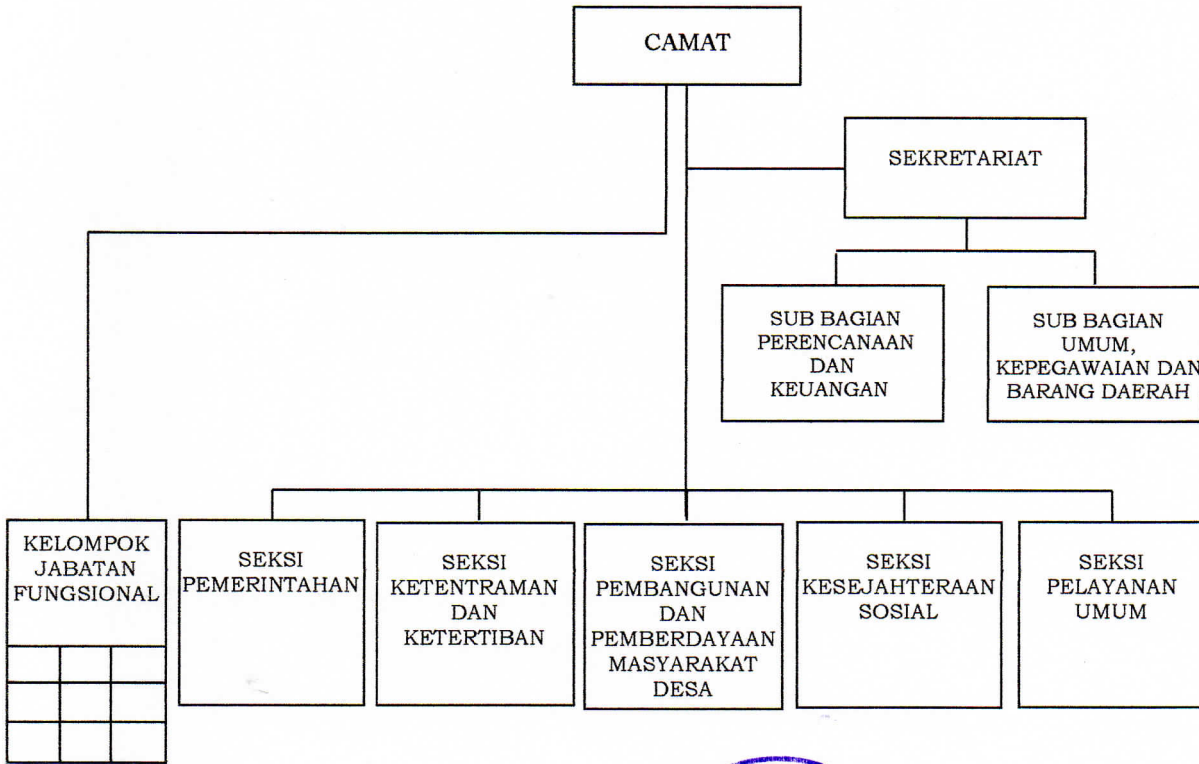 CAMAT
SEKRETARIAT
SUB BAGIAN
PERENCANAAN
DAN
KEUANGAN
SUB BAGIAN
UMUM,
KEPEGAWAIAN DAN
BARANG DAERAH
KELOMPOK
JABATAN
FUNGSIONAL
SEKSI
PEMERINTAHAN
SEKSI
KETENTRAMAN
DAN
KETERTIBAN
SEKSI
PEMBANGUNAN
DAN
PEMBERDAYAAN
MASYARAKAT
DESA
SEKSI
KESEJAHTERAAN
SOSIAL
SEKSI
PELAYANAN
UMUM